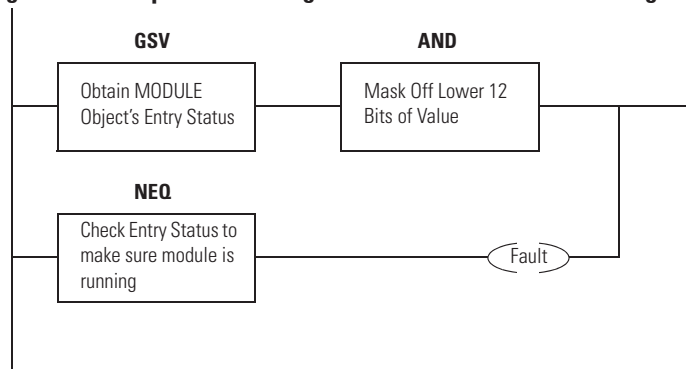 GSV
AND
Obtain MODULE
Object's Entry Status
Mask Off Lower 12
Bits of Value
NEQ
Check Entry Status to
make sure module is
running
Fault